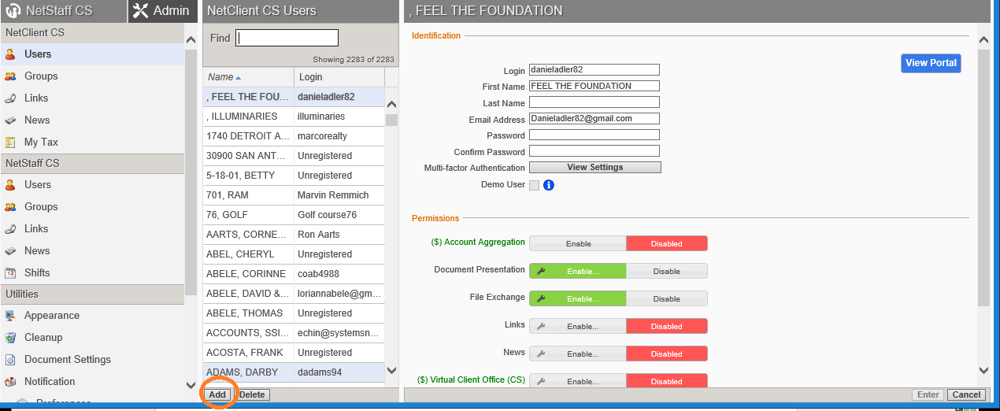 NetStaff CS
Admin
NetClient CS
Users
Groups
Links
News
My Tax
NetStaff CS
Users
Groups
Links
News
Shifts
Utilities
Appearance
Cleanup
Document Settings
Notification
Preferences
NetClient CS Users
Find
Showing 2283 of 2283
Name Login
, FEEL THE FOU... danieladler82
, ILLUMINARIES illuminaries
1740 DETROIT A... marcorealty
30900 SAN ANT... Unregistered
5-18-01, BETTY Unregistered
701, RAM Marvin Remmich
76, GOLF Golf course76
AARTS, CORNE... Ron Aarts
ABEL, CHERYL Unregistered
ABELE, CORINNE coab4988
ABELE, DAVID &... loriannabele@gm...
ABELE, THOMAS Unregistered
ACCOUNTS, SSI... echin@systemsn...
ACOSTA, FRANK Unregistered
ADAMS, DARBY dadams94
Add Delete
, FEEL THE FOUNDATION
Identification
View Portal
Login danieladler82
First Name FEEL THE FOUNDATION
Last Name
Email Address Danieladler82@gmail.com
Password
Confirm Password
Multi-factor Authentication View Settings
Demo User
Permissions
($) Account Aggregation Enable Disabled
Document Presentation Enable... Disable
File Exchange Enable... Disable
Links Enable... Disabled
News Enable... Disabled
($) Virtual Client Office (CS) Enable... Disabled
Enter Cancel